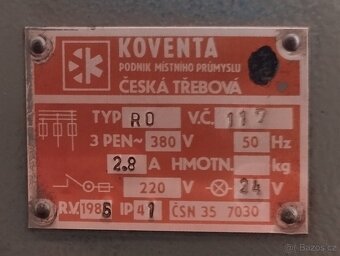 KOVENTA
PODNIK MÍSTNÍHO PRŮMYSLU
ČESKÁ TŘEBOVÁ
TYP RO V.Č. 117
3 PEN~ 380 V 50 Hz
2.8 A HMOTN. kg
220 V 24 V
R.V. 1986 IP 41 ČSN 35 7030
Bazoš.cz